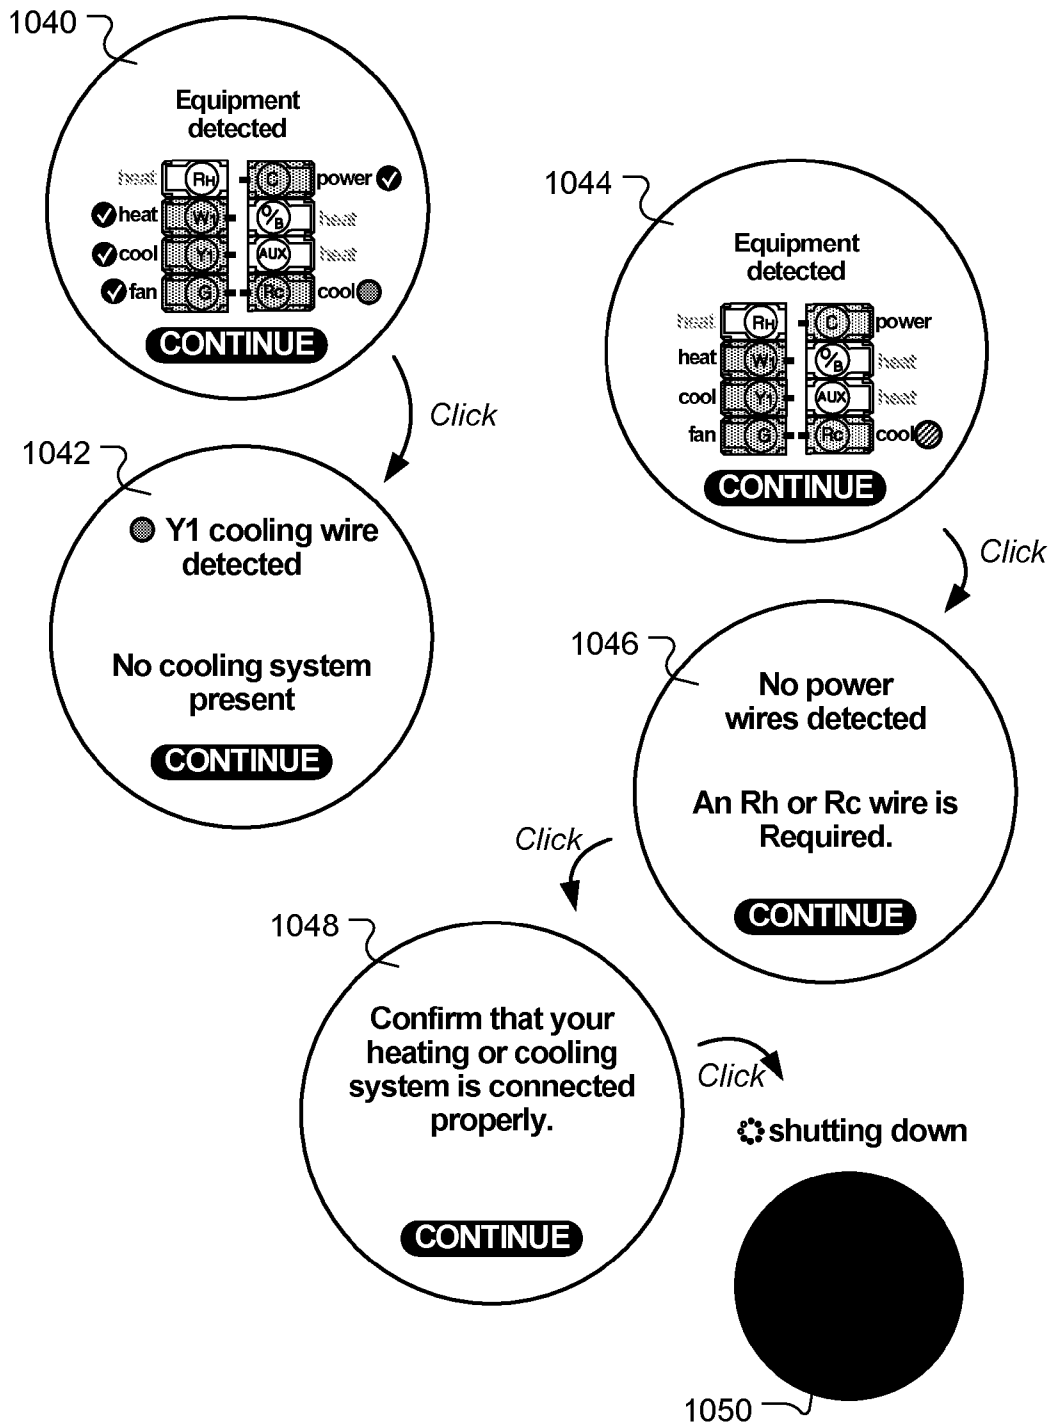 1040
Equipment
detected
heat RH C power
heat W1 O/B heat
cool Y1 AUX heat
fan G Rc cool
CONTINUE
Click
1042
Y1 cooling wire
detected
No cooling system
present
CONTINUE
1044
Equipment
detected
heat RH C power
heat W1 O/B heat
cool Y1 AUX heat
fan G Rc cool
CONTINUE
Click
1046
No power
wires detected
An Rh or Rc wire is
Required.
CONTINUE
Click
1048
Confirm that your
heating or cooling
system is connected
properly.
CONTINUE
Click
shutting down
1050